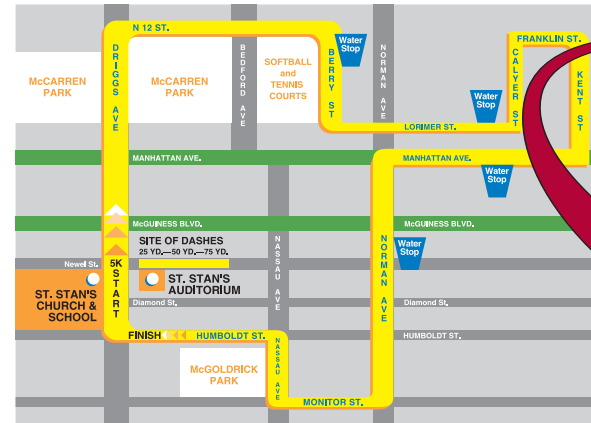 N 12 ST.
DRIGGS AVE
BEDFORD AVE
BERRY ST
Water
Stop
NORMAN AVE
FRANKLIN ST.
CALYER ST
KENT ST
McCARREN
PARK
McCARREN
PARK
SOFTBALL
and
TENNIS
COURTS
Water
Stop
LORIMER ST.
MANHATTAN AVE.
MANHATTAN AVE.
Water
Stop
McGUINESS BLVD.
McGUINESS BLVD.
SITE OF DASHES
25 YD.—50 YD.—75 YD.
NASSAU AVE
NORMAN AVE
Water
Stop
Newell St.
5K
START
ST. STAN'S
AUDITORIUM
ST. STAN'S
CHURCH &
SCHOOL
Diamond St.
Diamond St.
FINISH
HUMBOLDT ST.
HUMBOLDT ST.
NASSAU AVE
McGOLDRICK
PARK
MONITOR ST.